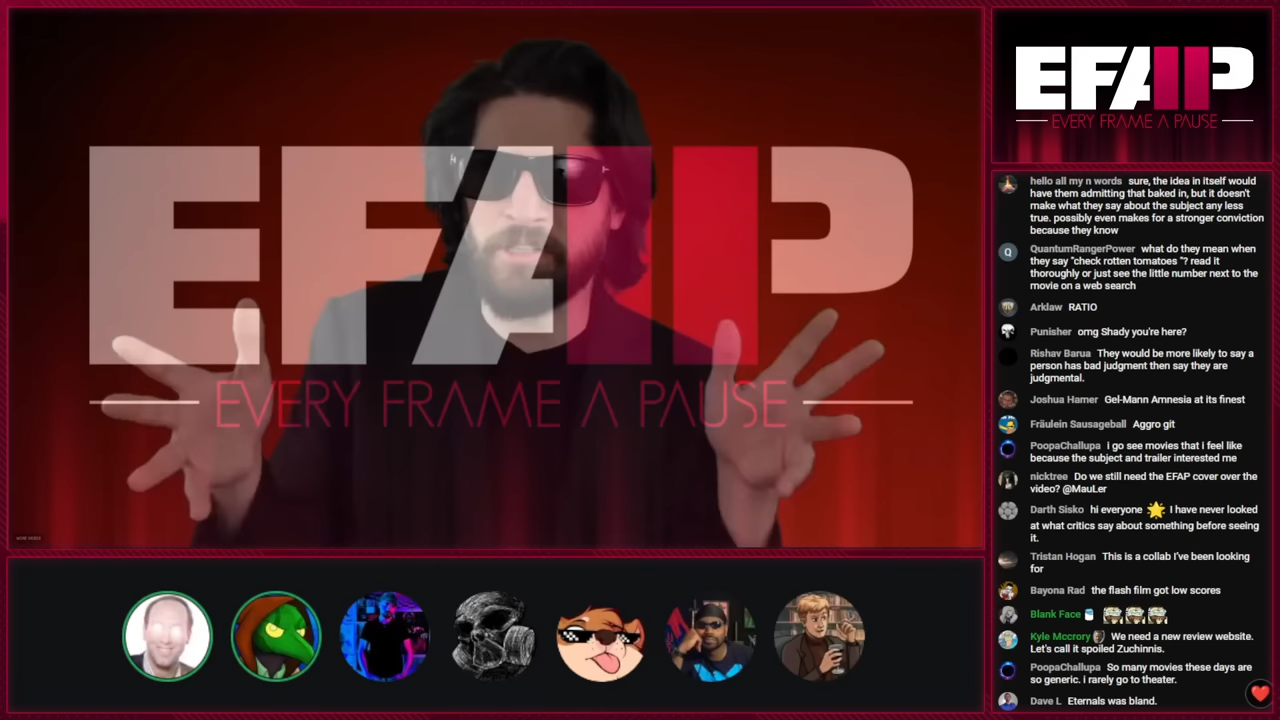 EFAP
EVERY FRAME A PAUSE
EFAP
EVERY FRAME A PAUSE
hello all my n words sure, the idea in itself would
have them admitting that baked in, but it doesn't
make what they say about the subject any less
true. possibly even makes for a stronger conviction
because they know
Q
QuantumRangerPower what do they mean when
they say "check rotten tomatoes "? read it
thoroughly or just see the little number next to the
movie on a web search
Arklaw RATIO
Punisher omg Shady you're here?
Rishav Barua They would be more likely to say a
person has bad judgment then say they are
judgmental.
Joshua Hamer Gel-Mann Amnesia at its finest
Fräulein Sausageball Aggro git
PoopaChallupa i go see movies that i feel like
because the subject and trailer interested me
nicktree Do we still need the EFAP cover over the
video? @MauLer
Darth Sisko hi everyone 🌟 I have never looked
at what critics say about something before seeing
it.
Tristan Hogan This is a collab I've been looking
for
Bayona Rad the flash film got low scores
Blank Face
Kyle Mccrory We need a new review website.
Let's call it spoiled Zuchinnis.
PoopaChallupa So many movies these days are
so generic. i rarely go to theater.
Dave L Eternals was bland.